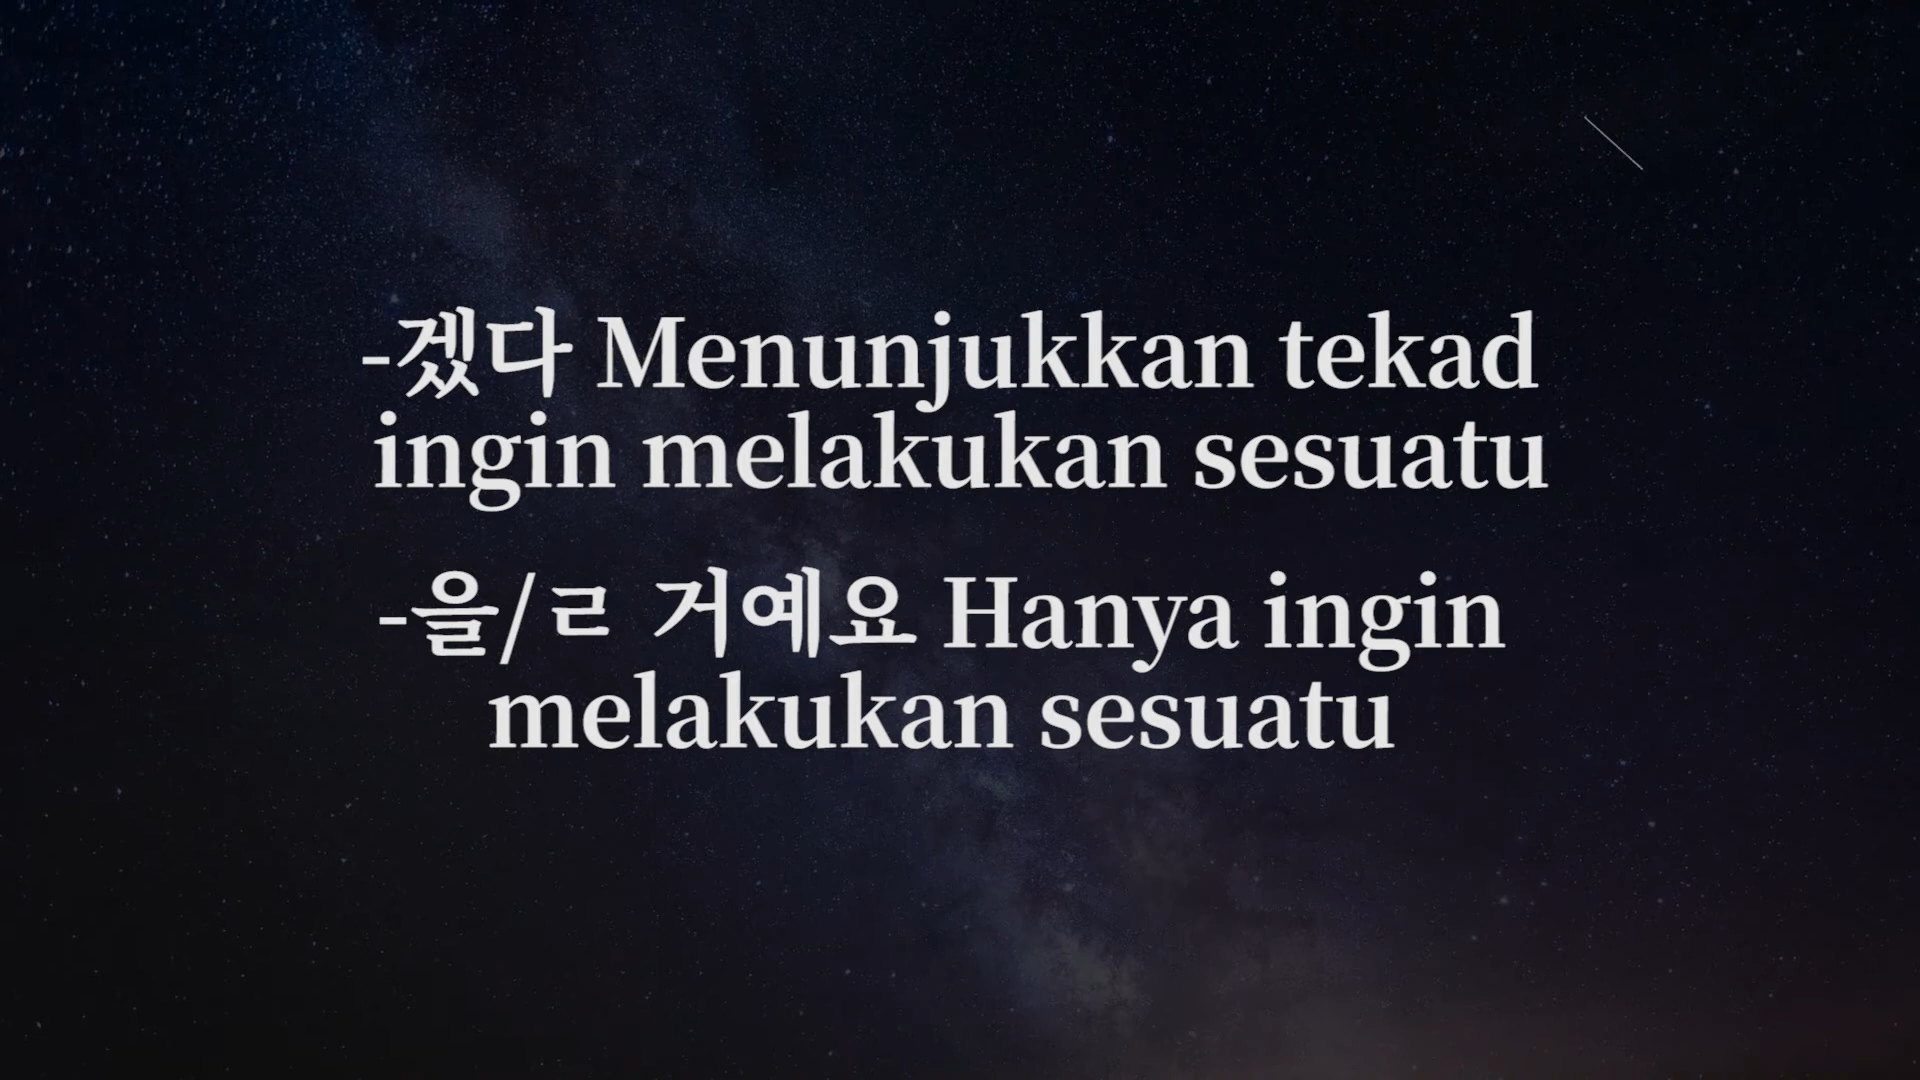 -겠다 Menunjukkan tekad
ingin melakukan sesuatu
-을/ㄹ 거예요 Hanya ingin
melakukan sesuatu